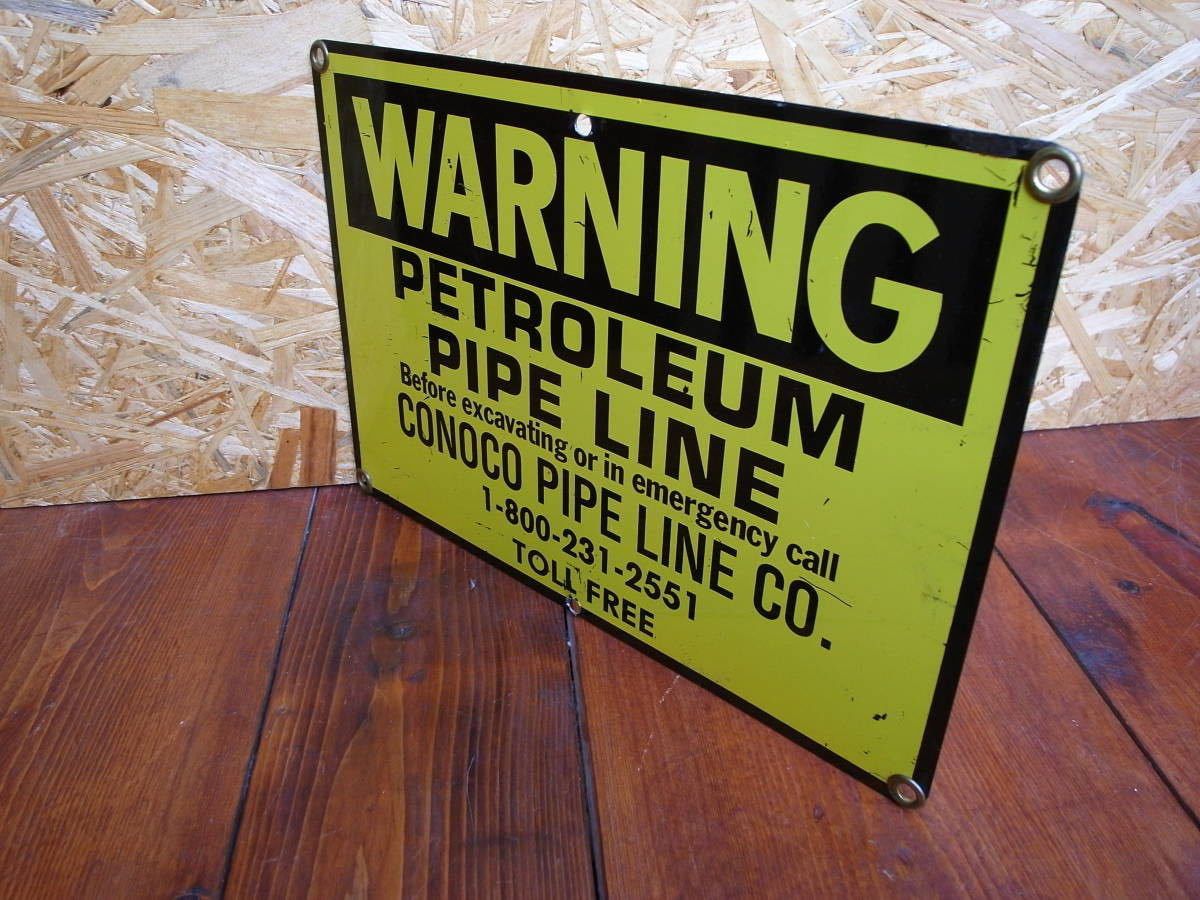 WARNING
PETROLEUM
PIPE LINE
Before excavating or in emergency call
CONOCO PIPE LINE CO.
1-800-231-2551
TOLL FREE